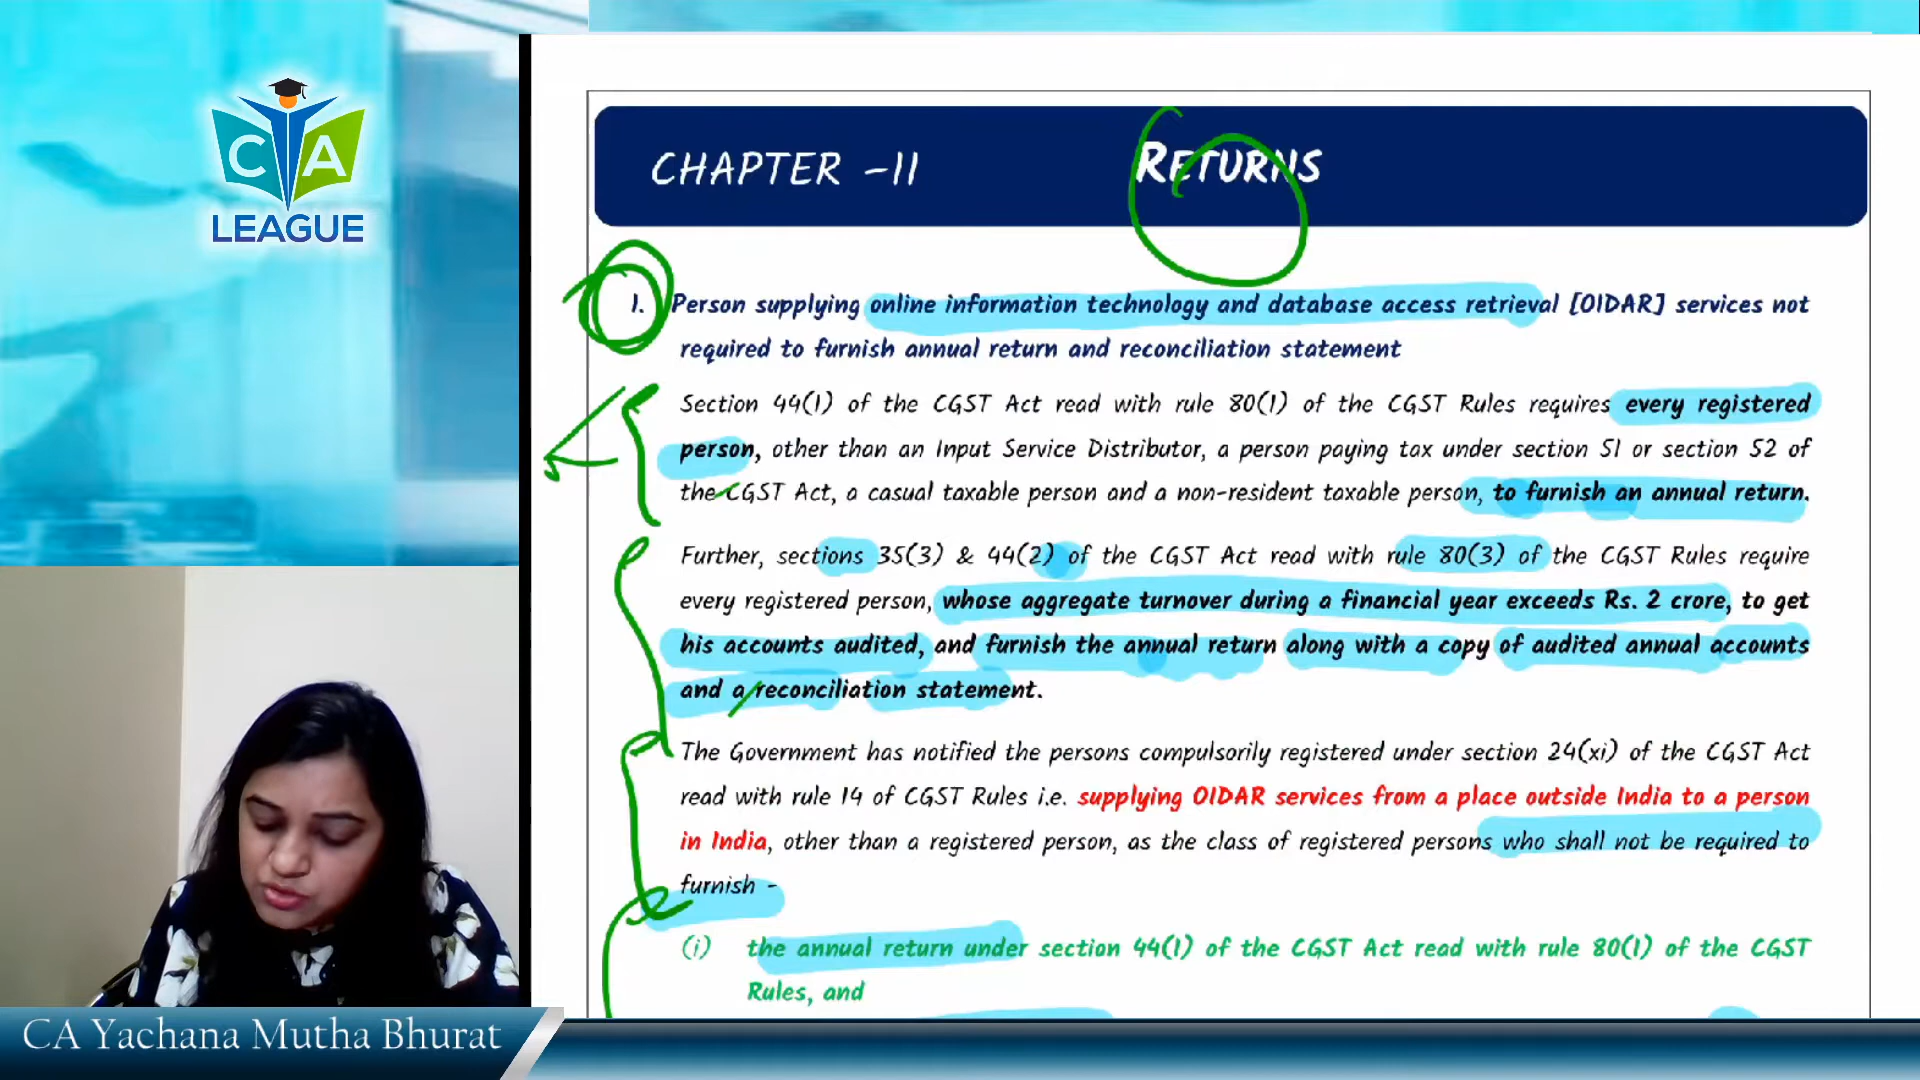 CA
LEAGUE
CHAPTER -11
RETURNS
1. Person supplying online information technology and database access retrieval [OIDAR] services not
required to furnish annual return and reconciliation statement
Section 44(1) of the CGST Act read with rule 80(1) of the CGST Rules requires every registered
person, other than an Input Service Distributor, a person paying tax under section 51 or section 52 of
the CGST Act, a casual taxable person and a non-resident taxable person, to furnish an annual return.
Further, sections 35(3) & 44(2) of the CGST Act read with rule 80(3) of the CGST Rules require
every registered person, whose aggregate turnover during a financial year exceeds Rs. 2 crore, to get
his accounts audited, and furnish the annual return along with a copy of audited annual accounts
and a reconciliation statement.
The Government has notified the persons compulsorily registered under section 24(xi) of the CGST Act
read with rule 14 of CGST Rules i.e. supplying OIDAR services from a place outside India to a person
in India, other than a registered person, as the class of registered persons who shall not be required to
furnish -
(i) the annual return under section 44(1) of the CGST Act read with rule 80(1) of the CGST
Rules, and
CA Yachana Mutha Bhurat